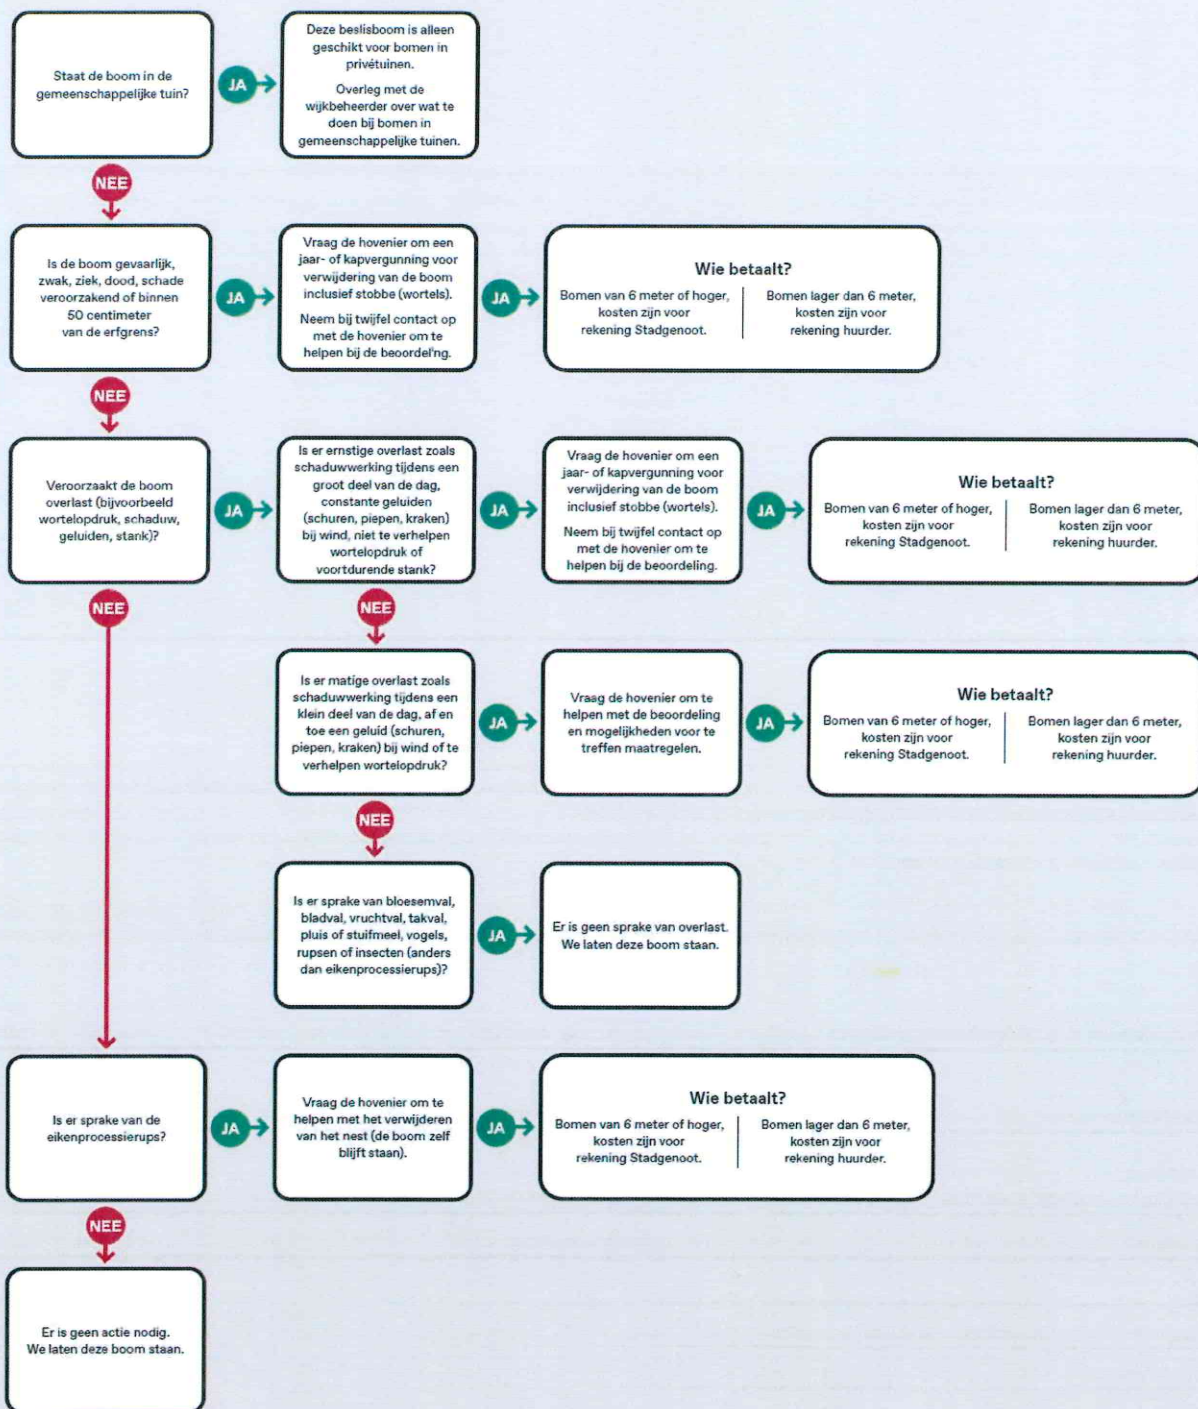 Staat de boom in de
gemeenschappelijke tuin?
JA
Deze beslisboom is alleen
geschikt voor bomen in
privétuinen.
Overleg met de
wijkbeheerder over wat te
doen bij bomen in
gemeenschappelijke tuinen.
NEE
Is de boom gevaarlijk,
zwak, ziek, dood, schade
veroorzakend of binnen
50 centimeter
van de erfgrens?
JA
Vraag de hovenier om een
jaar- of kapvergunning voor
verwijdering van de boom
inclusief stobbe (wortels).
Neem bij twijfel contact op
met de hovenier om te
helpen bij de beoordel'ng.
JA
Wie betaalt?
Bomen van 6 meter of hoger,
kosten zijn voor
rekening Stadgenoot.
Bomen lager dan 6 meter,
kosten zijn voor
rekening huurder.
NEE
Veroorzaakt de boom
overlast (bijvoorbeeld
wortelopdruk, schaduw,
geluiden, stank)?
JA
Is er ernstige overlast zoals
schaduwwerking tijdens een
groot deel van de dag,
constante geluiden
(schuren, piepen, kraken)
bij wind, niet te verhelpen
wortelopdruk of
voortdurende stank?
JA
Vraag de hovenier om een
jaar- of kapvergunning voor
verwijdering van de boom
inclusief stobbe (wortels).
Neem bij twijfel contact op
met de hovenier om te
helpen bij de beoordeling.
JA
Wie betaalt?
Bomen van 6 meter of hoger,
kosten zijn voor
rekening Stadgenoot.
Bomen lager dan 6 meter,
kosten zijn voor
rekening huurder.
NEE
NEE
Is er matige overlast zoals
schaduwwerking tijdens een
klein deel van de dag, af en
toe een geluid (schuren,
piepen, kraken) bij wind of te
verhelpen wortelopdruk?
JA
Vraag de hovenier om te
helpen met de beoordeling
en mogelijkheden voor te
treffen maatregelen.
JA
Wie betaalt?
Bomen van 6 meter of hoger,
kosten zijn voor
rekening Stadgenoot.
Bomen lager dan 6 meter,
kosten zijn voor
rekening huurder.
NEE
Is er sprake van bloesemval,
bladval, vruchtval, takval,
pluis of stuifmeel, vogels,
rupsen of insecten (anders
dan eikenprocessierups)?
JA
Er is geen sprake van overlast.
We laten deze boom staan.
Is er sprake van de
eikenprocessierups?
JA
Vraag de hovenier om te
helpen met het verwijderen
van het nest (de boom zelf
blijft staan).
JA
Wie betaalt?
Bomen van 6 meter of hoger,
kosten zijn voor
rekening Stadgenoot.
Bomen lager dan 6 meter,
kosten zijn voor
rekening huurder.
NEE
Er is geen actie nodig.
We laten deze boom staan.